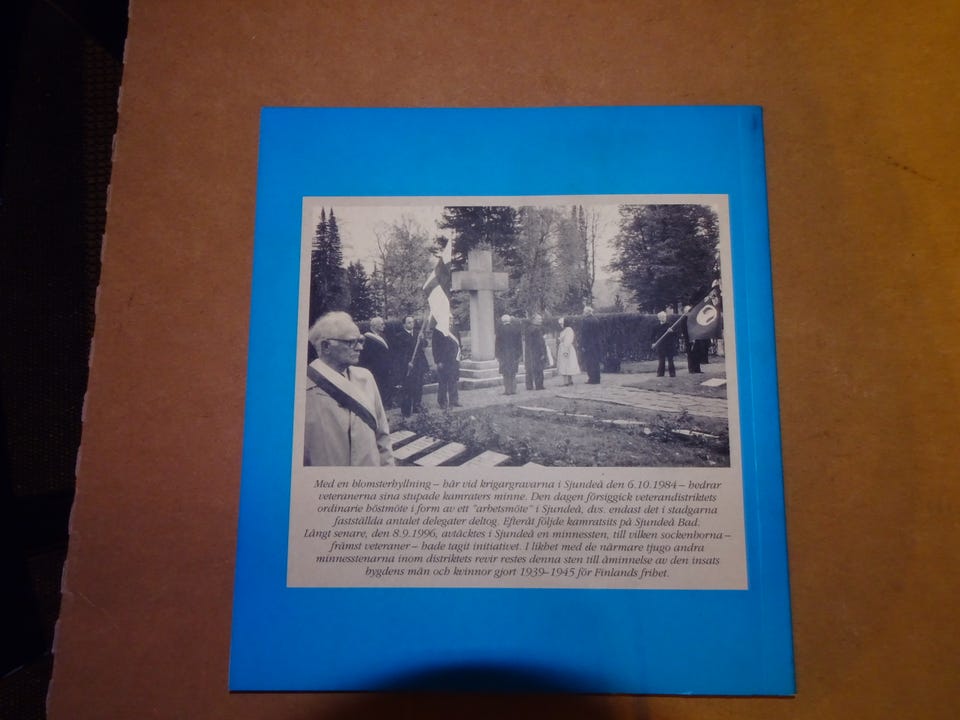 Med en blomsterhyllning – här vid krigargravarna i Sjundeå den 6.10.1984 – hedrar
veteranerna sina stupade kamraters minne. Den dagen försiggick veterandistriktets
ordinarie höstmöte i form av ett "arbetsmöte" i Sjundeå, dvs. endast det i stadgarna
fastställda antalet delegater deltog. Efteråt följde kamratsits på Sjundeå Bad.
Långt senare, den 8.9.1996, avtäcktes i Sjundeå en minnessten, till vilken sockenborna –
främst veteraner – hade tagit initiativet. I likhet med de närmare tjugo andra
minnesstenarna inom distriktets revir restes denna sten till åminnelse av den insats
bygdens män och kvinnor gjort 1939–1945 för Finlands frihet.